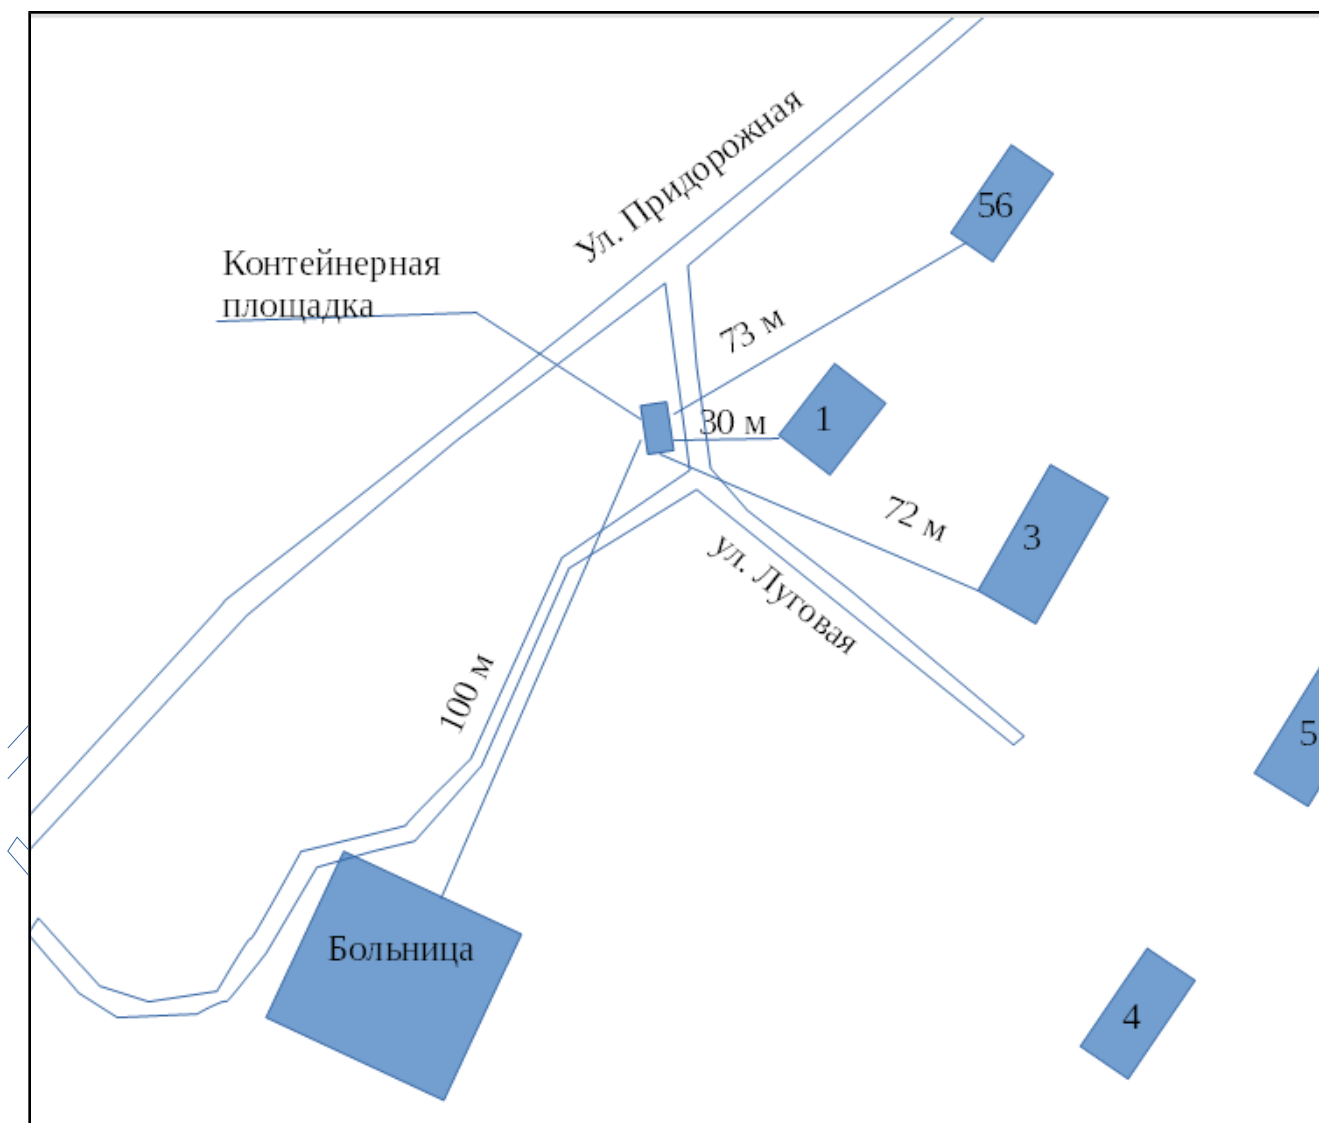 Ул. Придорожная
56
Контейнерная
площадка
73 м
30 м
1
72 м
3
ул. Луговая
100 м
5
Больница
4